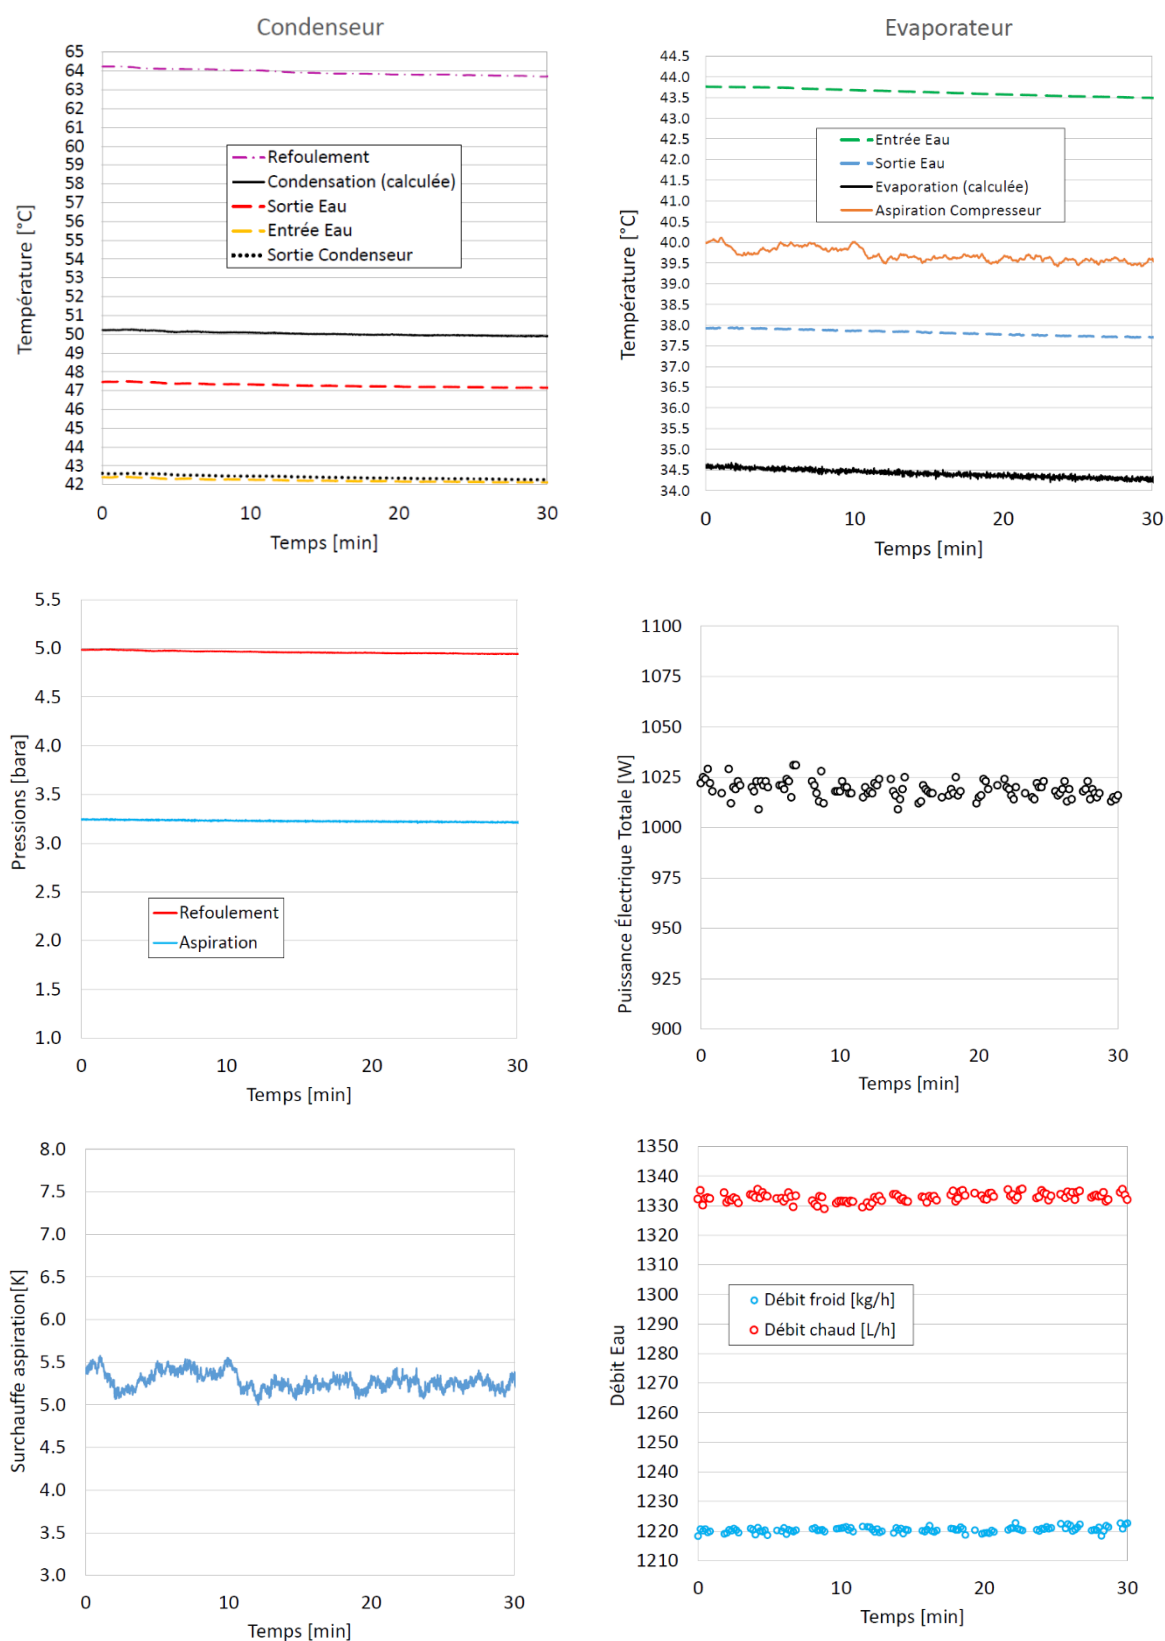 Condenseur
65
64
63
62
61
60
59
58
57
56
55
54
53
52
51
50
49
48
47
46
45
44
43
42
Température [°C]
Refoulement
Condensation (calculée)
Sortie Eau
Entrée Eau
Sortie Condenseur
0 10 20 30
Temps [min]
Evaporateur
44.5
44.0
43.5
43.0
42.5
42.0
41.5
41.0
40.5
40.0
39.5
39.0
38.5
38.0
37.5
37.0
36.5
36.0
35.5
35.0
34.5
34.0
Température [°C]
Entrée Eau
Sortie Eau
Evaporation (calculée)
Aspiration Compresseur
0 10 20 30
Temps [min]
5.5
5.0
4.5
4.0
3.5
3.0
2.5
2.0
1.5
1.0
Pressions [bara]
Refoulement
Aspiration
0 10 20 30
Temps [min]
1100
1075
1050
1025
1000
975
950
925
900
Puissance Électrique Totale [W]
0 10 20 30
Temps [min]
8.0
7.5
7.0
6.5
6.0
5.5
5.0
4.5
4.0
3.5
3.0
Surchauffe aspiration[K]
0 10 20 30
Temps [min]
1350
1340
1330
1320
1310
1300
1290
1280
1270
1260
1250
1240
1230
1220
1210
Débit Eau
Débit froid [kg/h]
Débit chaud [L/h]
0 10 20 30
Temps [min]